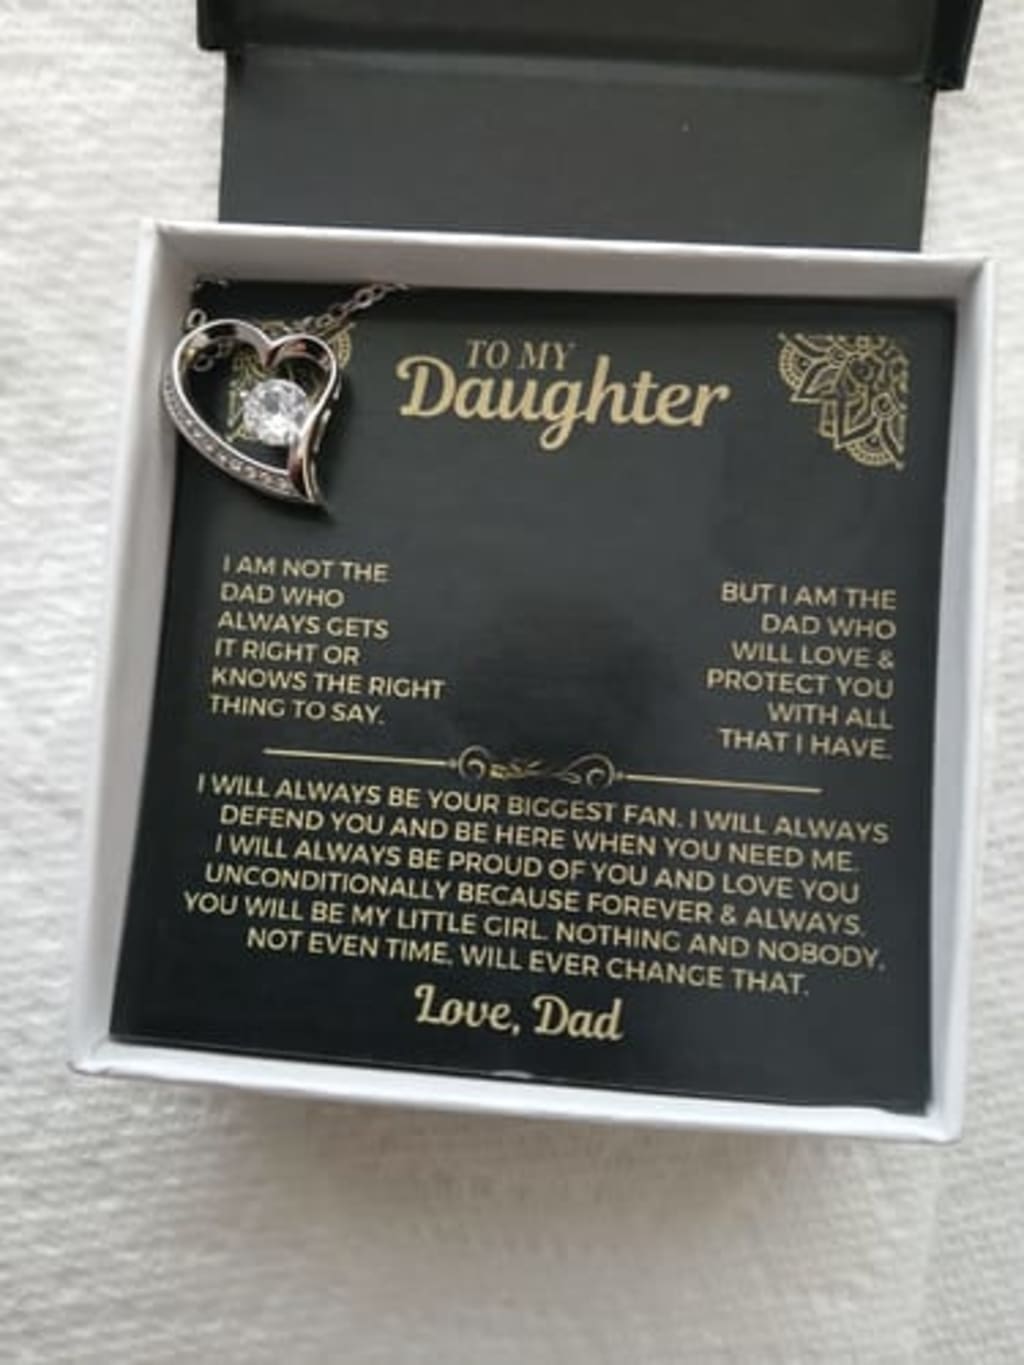 TO MY
Daughter
I AM NOT THE
DAD WHO
ALWAYS GETS
IT RIGHT OR
KNOWS THE RIGHT
THING TO SAY.
BUT I AM THE
DAD WHO
WILL LOVE &
PROTECT YOU
WITH ALL
THAT I HAVE.
I WILL ALWAYS BE YOUR BIGGEST FAN. I WILL ALWAYS
DEFEND YOU AND BE HERE WHEN YOU NEED ME.
I WILL ALWAYS BE PROUD OF YOU AND LOVE YOU
UNCONDITIONALLY BECAUSE FOREVER & ALWAYS,
YOU WILL BE MY LITTLE GIRL. NOTHING AND NOBODY,
NOT EVEN TIME, WILL EVER CHANGE THAT.
Love, Dad